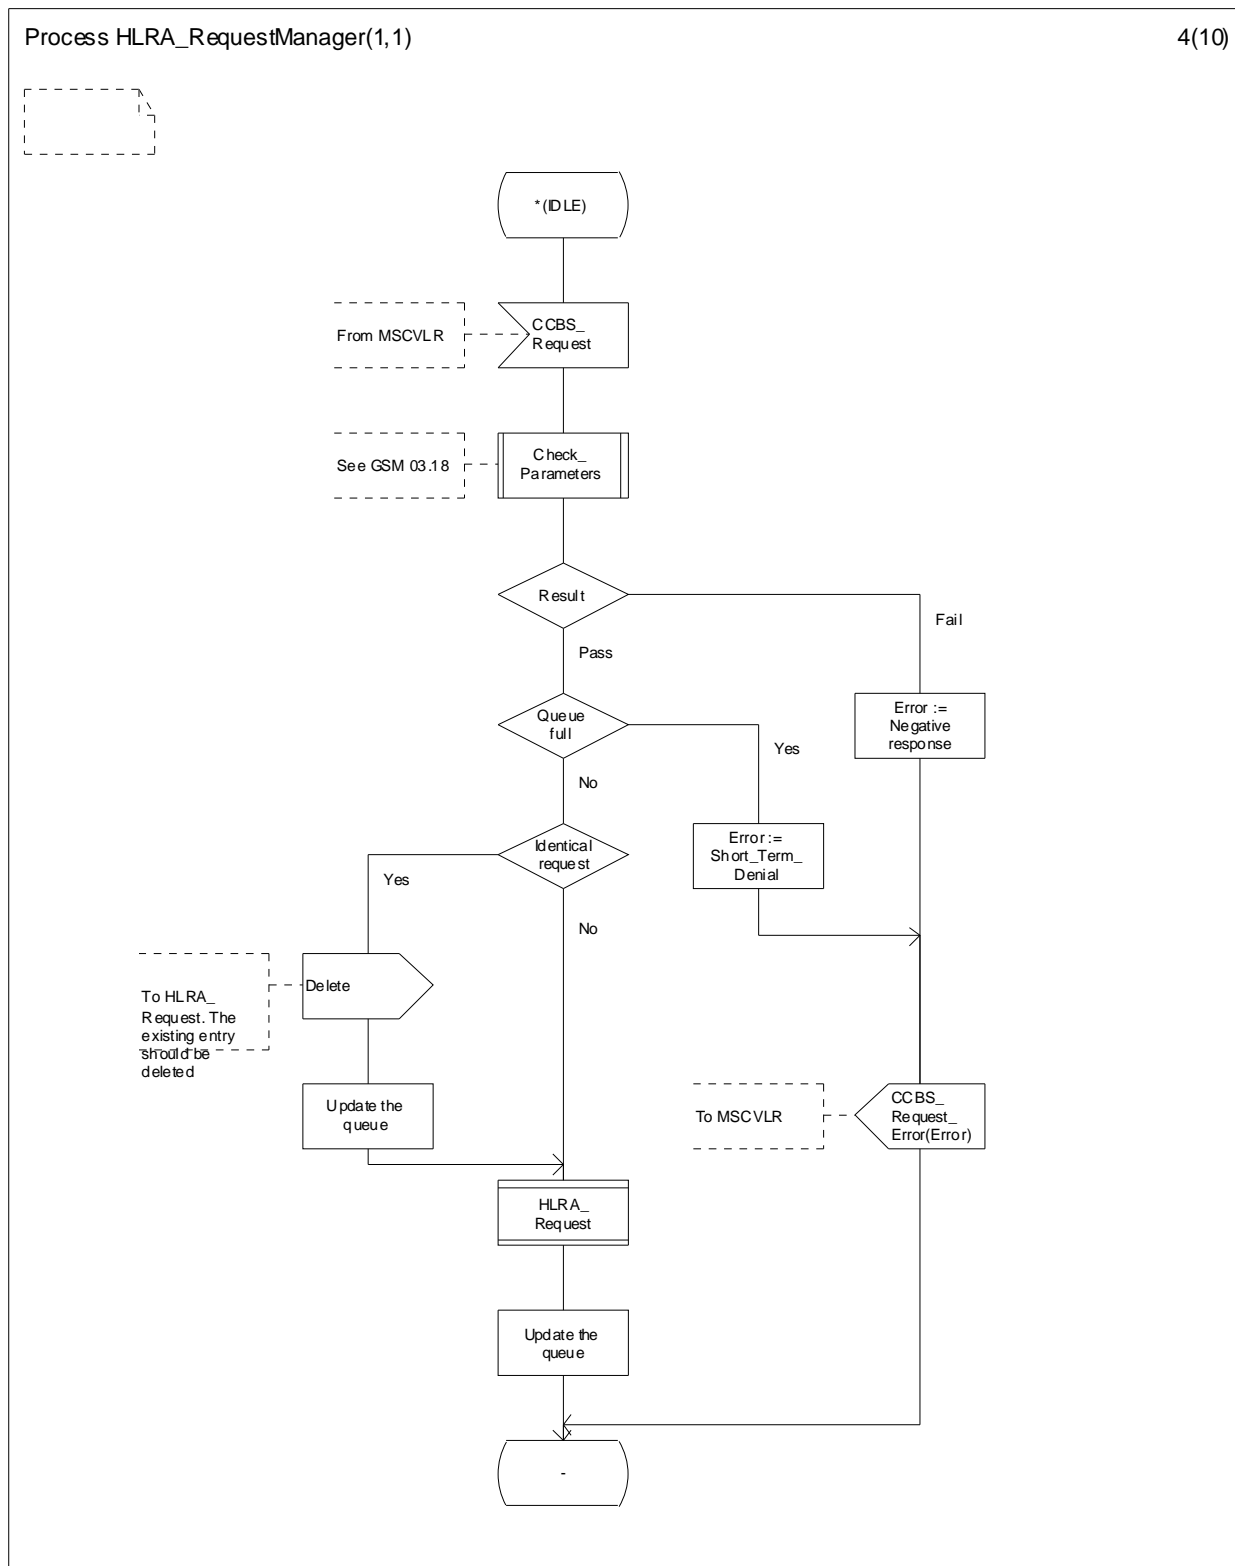 Process HLRA_RequestManager(1,1)
4(10)
*(IDLE)
From MSCVLR
CCBS_
Request
See GSM 03.18
Check_
Parameters
Result
Fail
Pass
Error :=
Negative
response
Queue
full
Yes
No
Error :=
Short_Term_
Denial
Identical
request
Yes
No
Delete
To HLRA_
Request. The
existing entry
should be
deleted
Update the
queue
To MSCVLR
CCBS_
Request_
Error(Error)
HLRA_
Request
Update the
queue
-